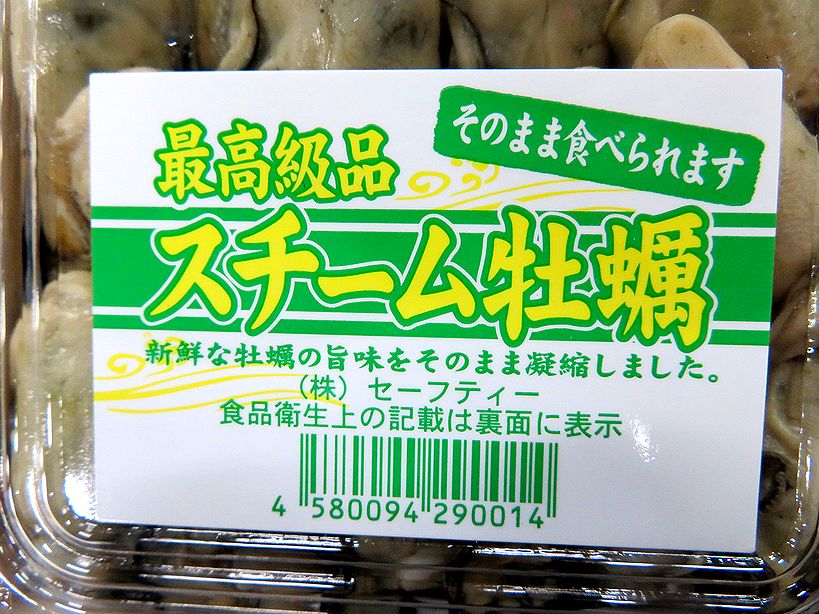 そのまま食べられます
最高級品
スチーム牡蠣
新鮮な牡蠣の旨味をそのまま凝縮しました。
（株）セーフティー
食品衛生上の記載は裏面に表示
4 580094 290014